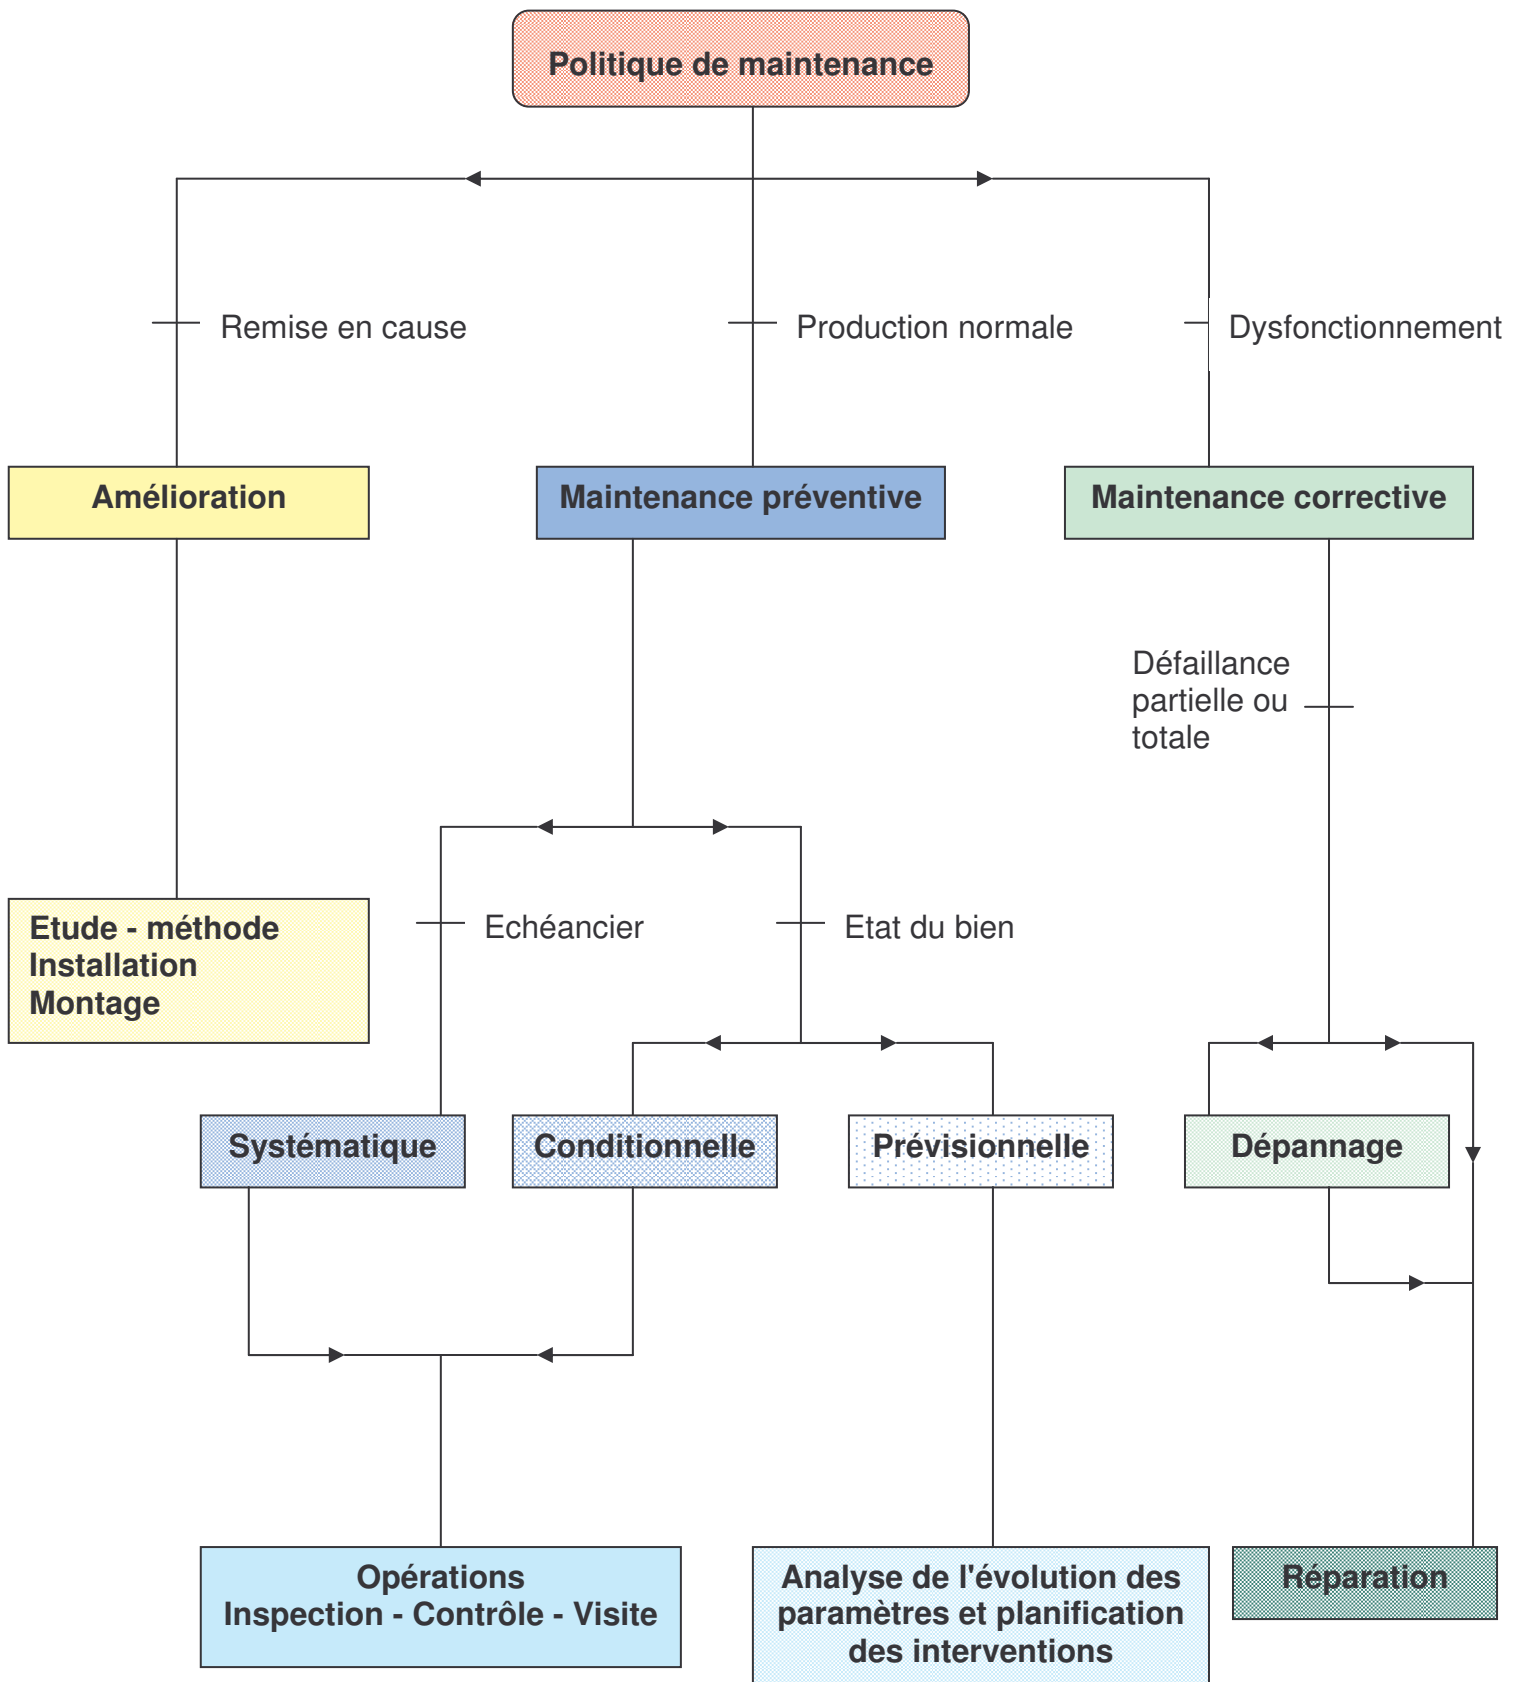 Politique de maintenance
Remise en cause
Production normale
Dysfonctionnement
Amélioration
Maintenance préventive
Maintenance corrective
Défaillance
partielle ou
totale
Etude - méthode
Installation
Montage
Echéancier
Etat du bien
Systématique
Conditionnelle
Prévisionnelle
Dépannage
Opérations
Inspection - Contrôle - Visite
Analyse de l'évolution des
paramètres et planification
des interventions
Réparation